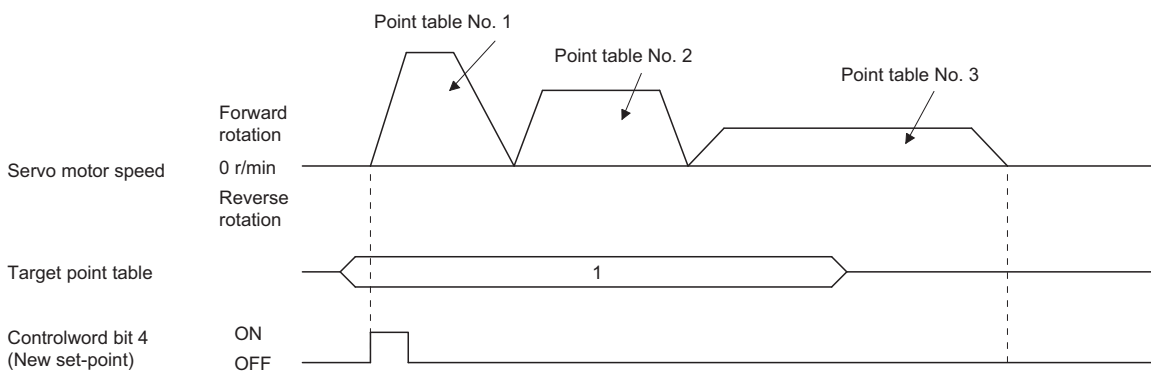 Point table No. 1
Point table No. 2
Point table No. 3
Forward
rotation
Servo motor speed
0 r/min
Reverse
rotation
Target point table
1
Controlword bit 4
(New set-point)
ON
OFF